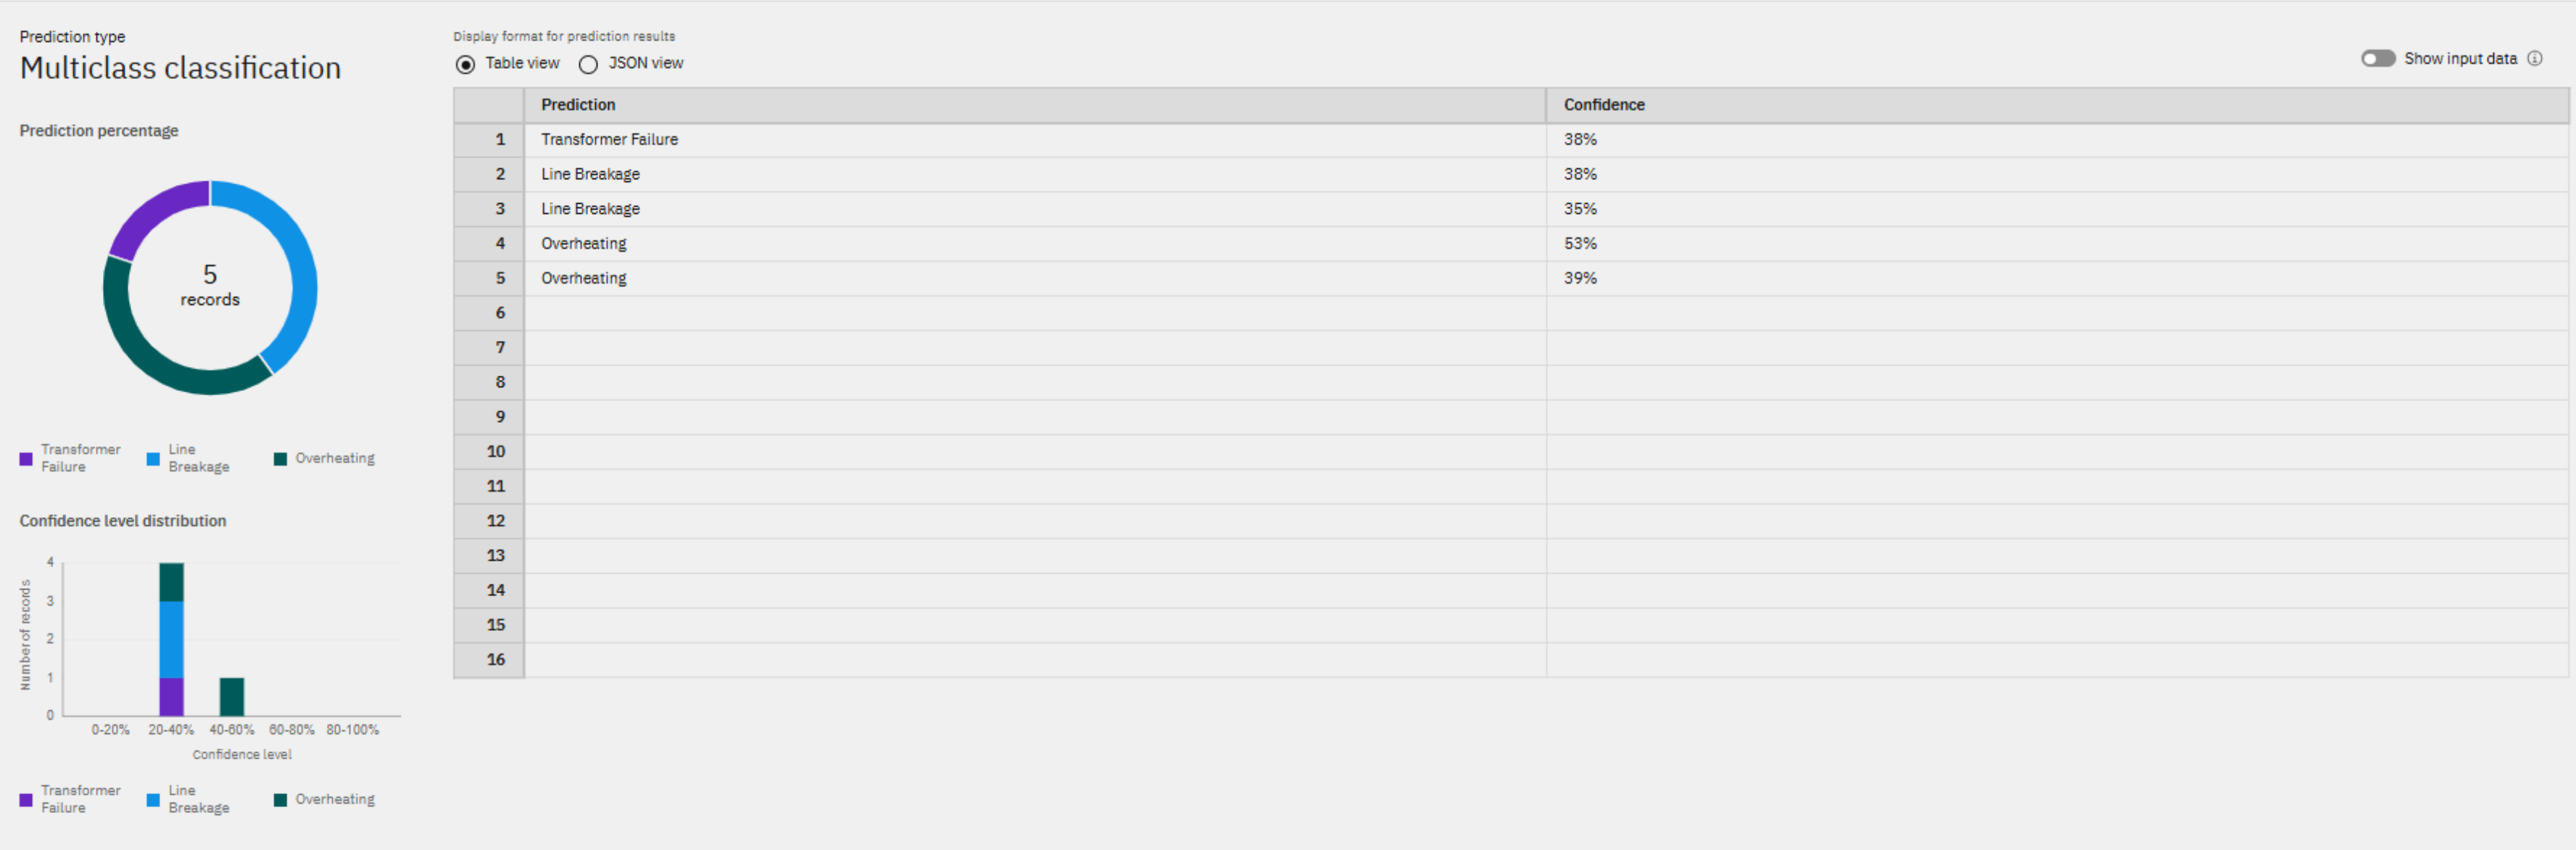 Prediction type
Multiclass classification
Prediction percentage
5
records
Transformer
Failure
Line
Breakage
Overheating
Confidence level distribution
Number of records
4
3
2
1
0
0-20% 20-40% 40-60% 60-80% 80-100%
Confidence level
Transformer
Failure
Line
Breakage
Overheating
Display format for prediction results
Table view JSON view
Show input data
Prediction Confidence
1 Transformer Failure 38%
2 Line Breakage 38%
3 Line Breakage 35%
4 Overheating 53%
5 Overheating 39%
6
7
8
9
10
11
12
13
14
15
16